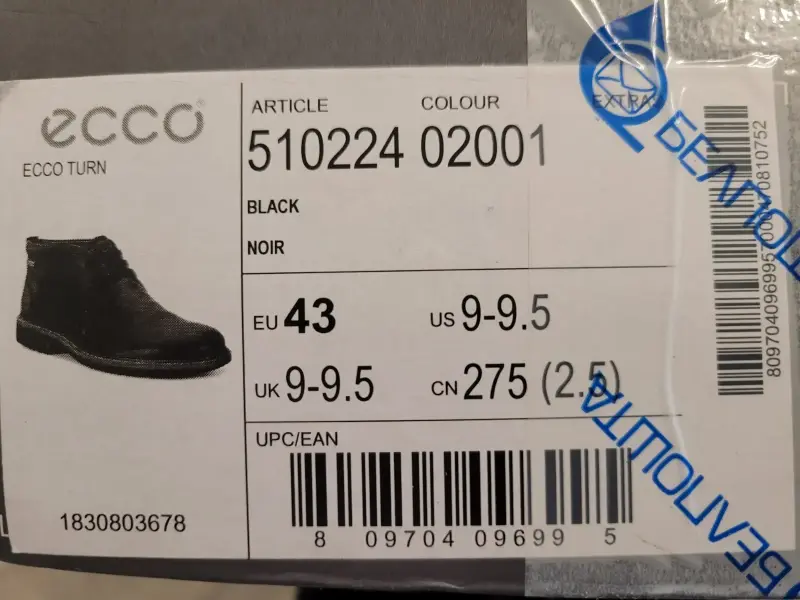 ecco®
ECCO TURN
1830803678
ARTICLE COLOUR EXTRA
510224 02001
BLACK
NOIR
EU 43 US 9-9.5
UK 9-9.5 CN 275 (2.5)
UPC/EAN
8 09704 09699 5
БЕЛПОШ
БЕЛПОШТА